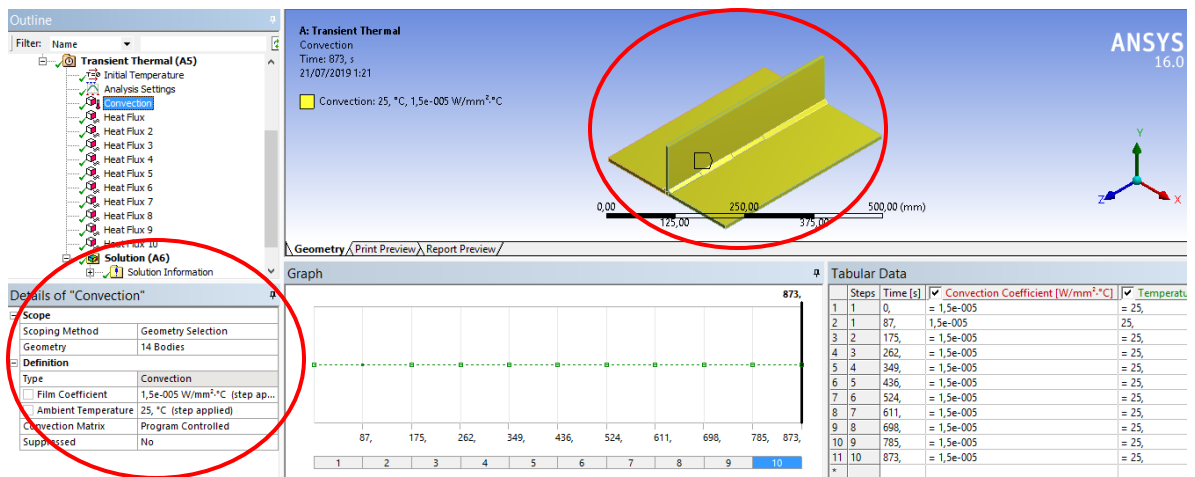 Outline
Filter: Name
Transient Thermal (A5)
Initial Temperature
Analysis Settings
Convection
Heat Flux
Heat Flux 2
Heat Flux 3
Heat Flux 4
Heat Flux 5
Heat Flux 6
Heat Flux 7
Heat Flux 8
Heat Flux 9
Heat Flux 10
Solution (A6)
Solution Information
Details of "Convection"
Scope
Scoping Method Geometry Selection
Geometry 14 Bodies
Definition
Type Convection
Film Coefficient 1,5e-005 W/mm²·°C (step ap...
Ambient Temperature 25, °C (step applied)
Convection Matrix Program Controlled
Suppressed No
A: Transient Thermal
Convection
Time: 873, s
21/07/2019 1:21
Convection: 25, °C, 1,5e-005 W/mm²·°C
ANSYS
16.0
Y
Z
X
0,00 250,00 500,00 (mm)
125,00 375,00
Geometry Print Preview Report Preview
Graph
873,
87, 175, 262, 349, 436, 524, 611, 698, 785, 873,
1 2 3 4 5 6 7 8 9 10
Tabular Data
Steps Time [s] Convection Coefficient [W/mm²·°C] Temperatu
1 1 0, = 1,5e-005 = 25,
2 1 87, 1,5e-005 25,
3 2 175, = 1,5e-005 = 25,
4 3 262, = 1,5e-005 = 25,
5 4 349, = 1,5e-005 = 25,
6 5 436, = 1,5e-005 = 25,
7 6 524, = 1,5e-005 = 25,
8 7 611, = 1,5e-005 = 25,
9 8 698, = 1,5e-005 = 25,
10 9 785, = 1,5e-005 = 25,
11 10 873, = 1,5e-005 = 25,
*